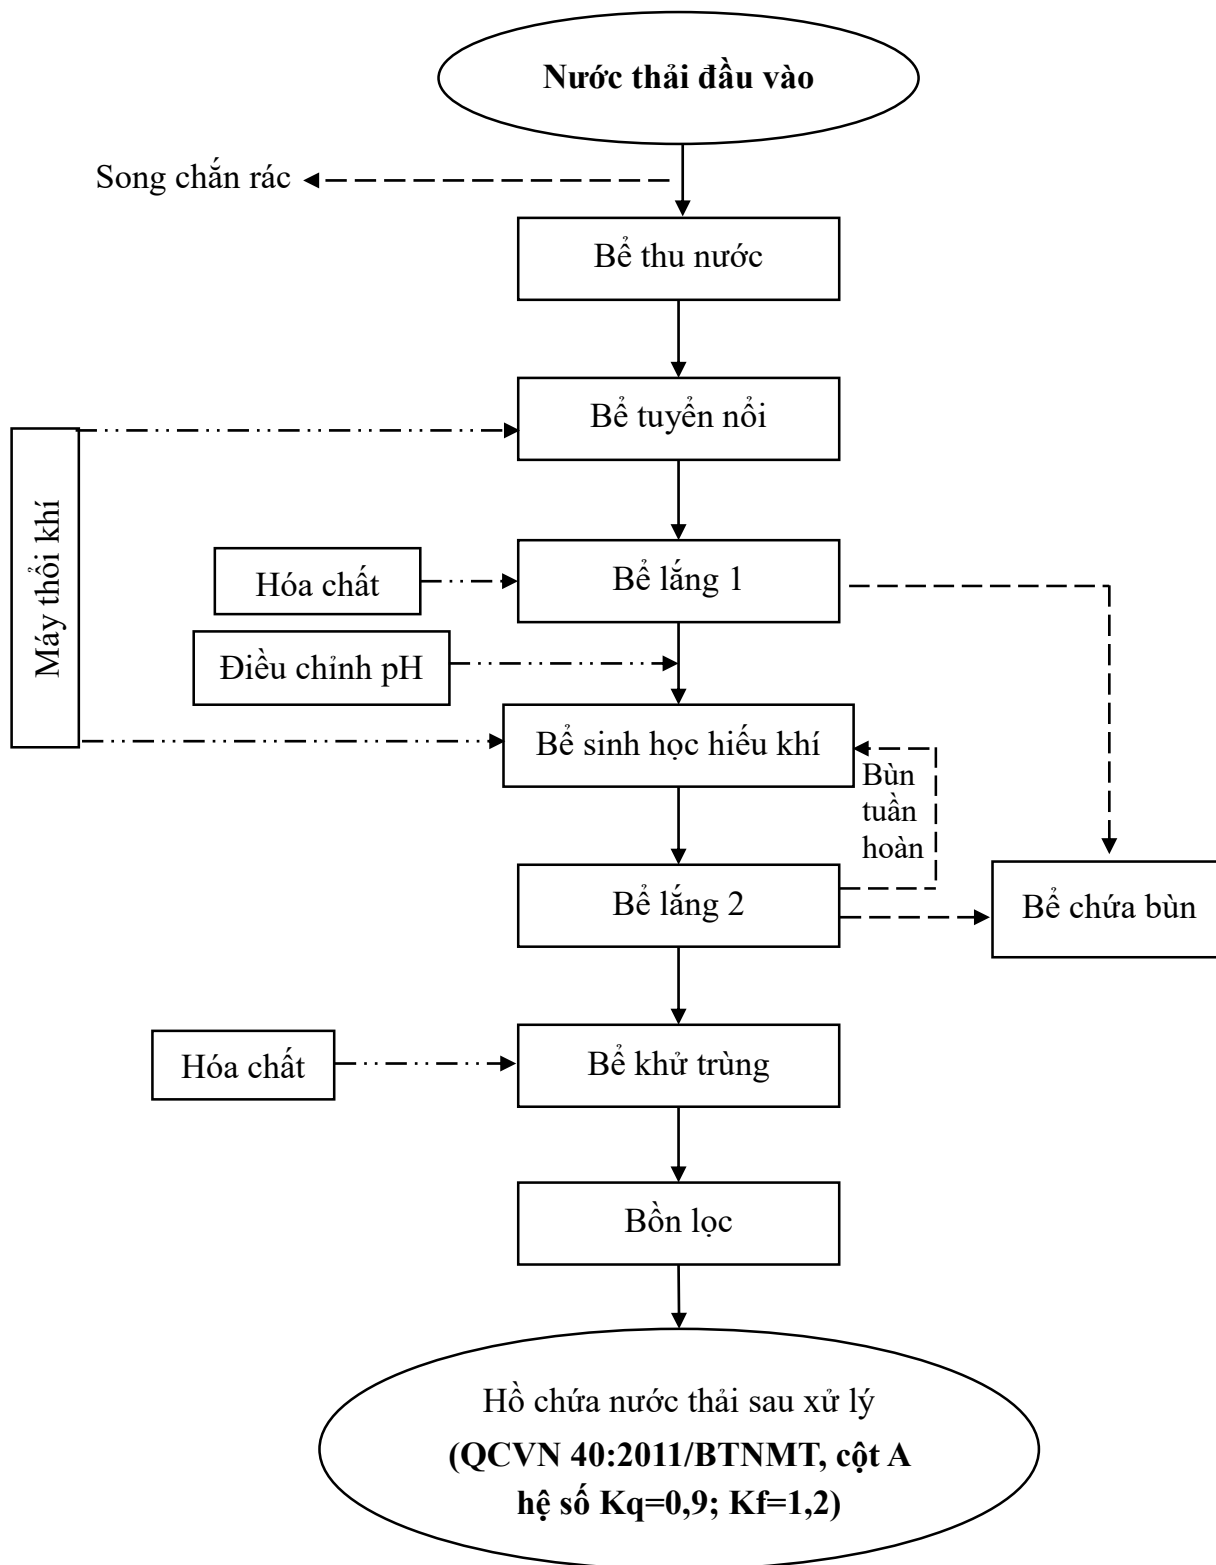 Nước thải đầu vào
Song chắn rác
Bể thu nước
Bể tuyển nổi
Máy thổi khí
Hóa chất
Bể lắng 1
Điều chỉnh pH
Bể sinh học hiếu khí
Bùn
tuần
hoàn
Bể lắng 2
Bể chứa bùn
Hóa chất
Bể khử trùng
Bồn lọc
Hồ chứa nước thải sau xử lý
(QCVN 40:2011/BTNMT, cột A
hệ số Kq=0,9; Kf=1,2)